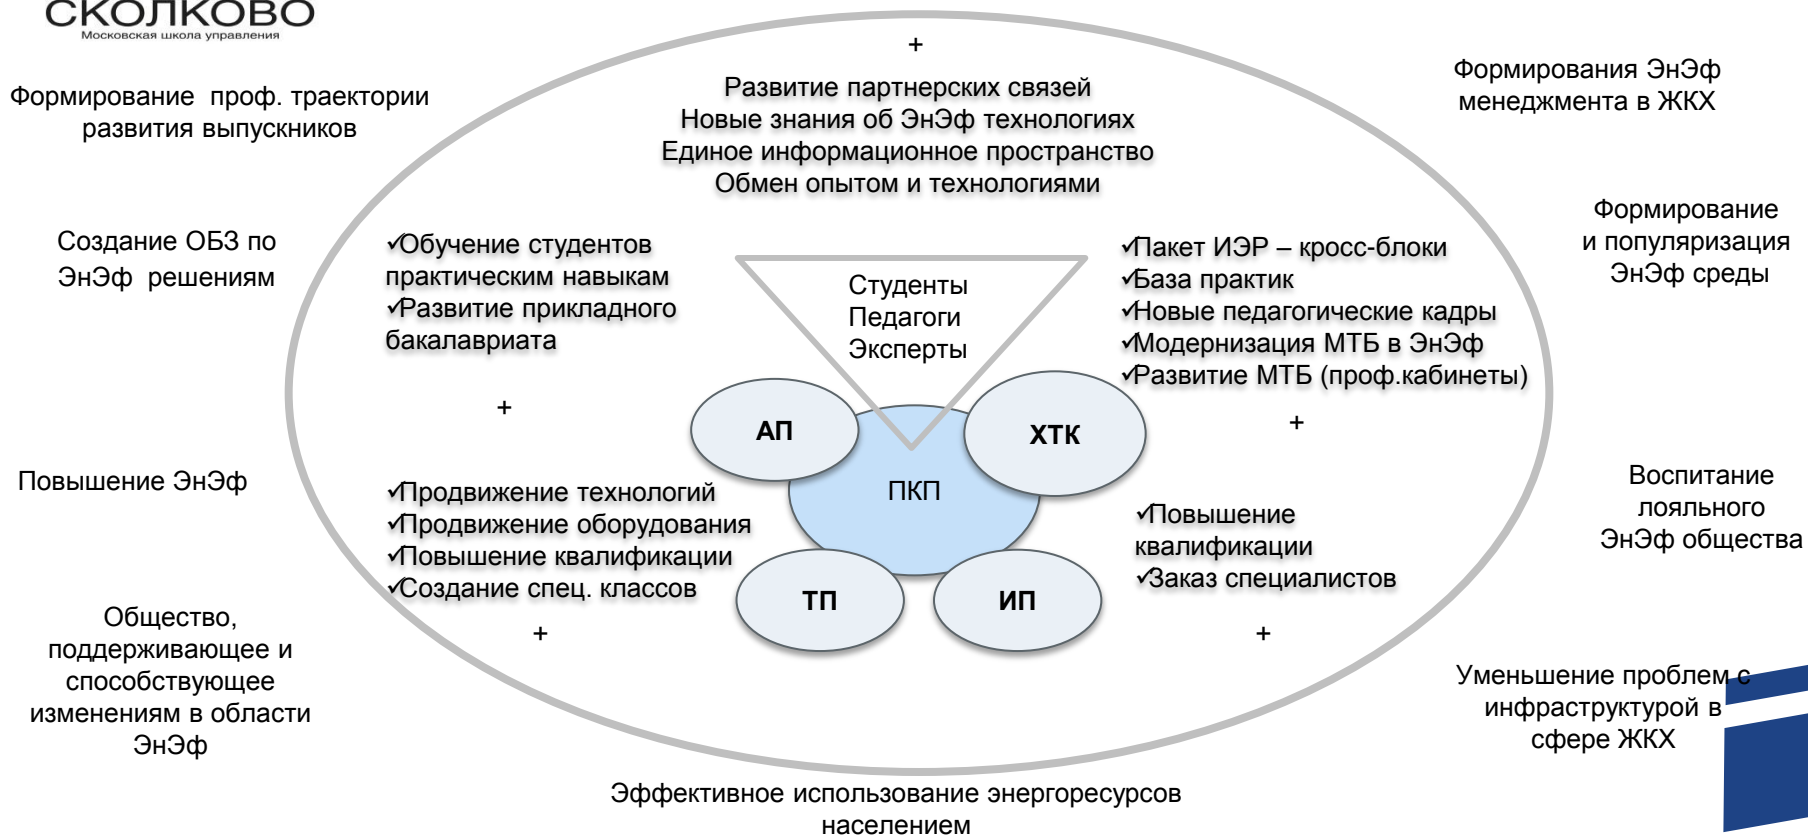 СКОЛКОВО
Московская школа управления
Формирование проф. траектории
развития выпускников
Создание ОБЗ по
ЭнЭф решениям
Повышение ЭнЭф
Общество,
поддерживающее и
способствующее
изменениям в области
ЭнЭф
+
Развитие партнерских связей
Новые знания об ЭнЭф технологиях
Единое информационное пространство
Обмен опытом и технологиями
✓Обучение студентов
практическим навыкам
✓Развитие прикладного
бакалавриата
+
✓Продвижение технологий
✓Продвижение оборудования
✓Повышение квалификации
✓Создание спец. классов
+
Студенты
Педагоги
Эксперты
АП
ХТК
ПКП
ТП
ИП
✓Пакет ИЭР – кросс-блоки
✓База практик
✓Новые педагогические кадры
✓Модернизация МТБ в ЭнЭф
✓Развитие МТБ (проф.кабинеты)
+
✓Повышение
квалификации
✓Заказ специалистов
+
Формирования ЭнЭф
менеджмента в ЖКХ
Формирование
и популяризация
ЭнЭф среды
Воспитание
лояльного
ЭнЭф общества
Уменьшение проблем с
инфраструктурой в
сфере ЖКХ
Эффективное использование энергоресурсов
населением